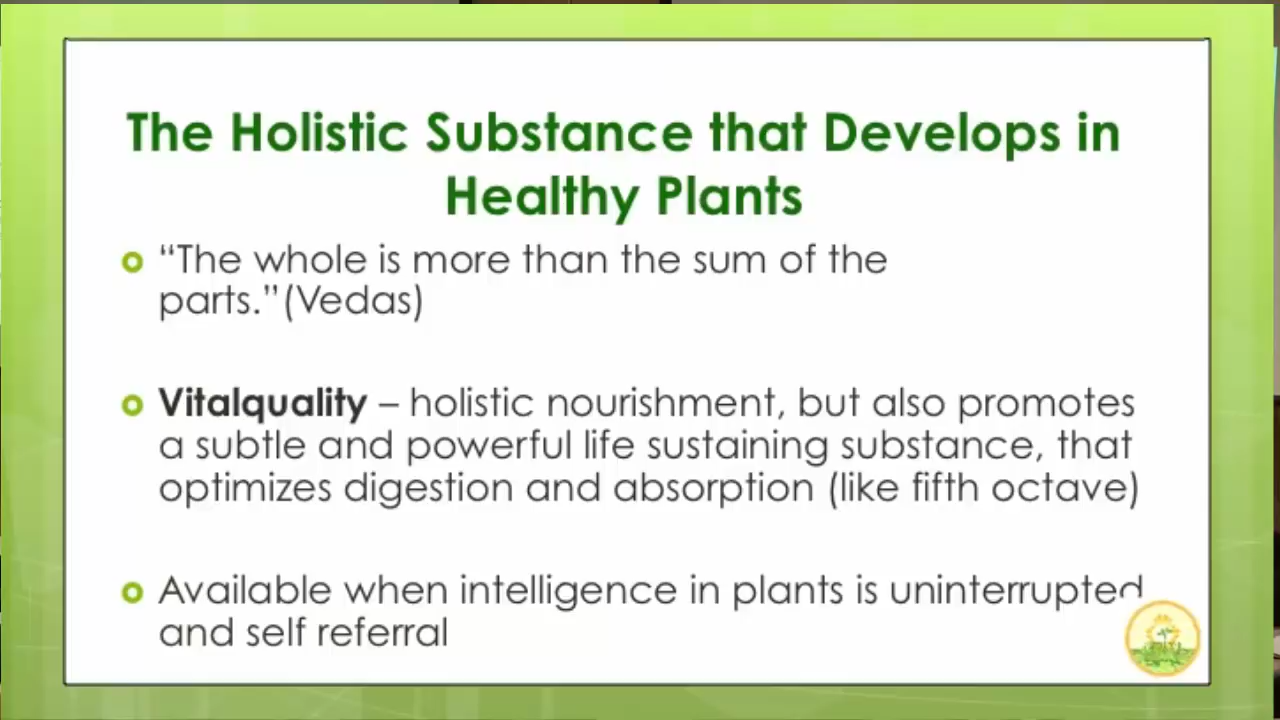 The Holistic Substance that Develops in
Healthy Plants
“The whole is more than the sum of the
parts.”(Vedas)
Vitalquality – holistic nourishment, but also promotes
a subtle and powerful life sustaining substance, that
optimizes digestion and absorption (like fifth octave)
Available when intelligence in plants is uninterrupted
and self referral